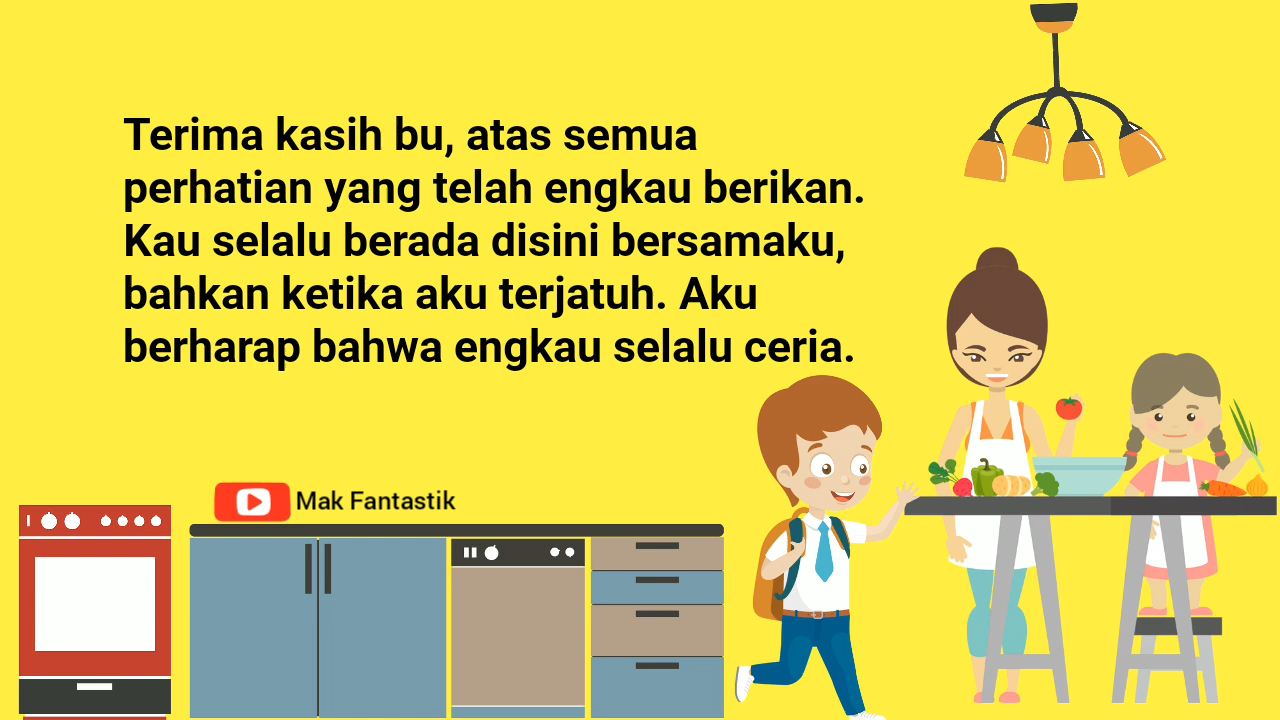 Terima kasih bu, atas semua
perhatian yang telah engkau berikan.
Kau selalu berada disini bersamaku,
bahkan ketika aku terjatuh. Aku
berharap bahwa engkau selalu ceria.
Mak Fantastik